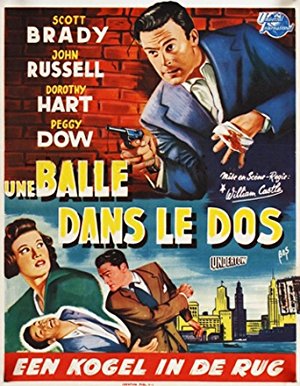 SCOTT
BRADY
JOHN
RUSSELL
DOROTHY
HART
PEGGY
DOW
Mise en Scène - Regie:
William Castle
UNE BALLE
DANS LE DOS
UNDERTOW
EEN KOGEL IN DE RUG